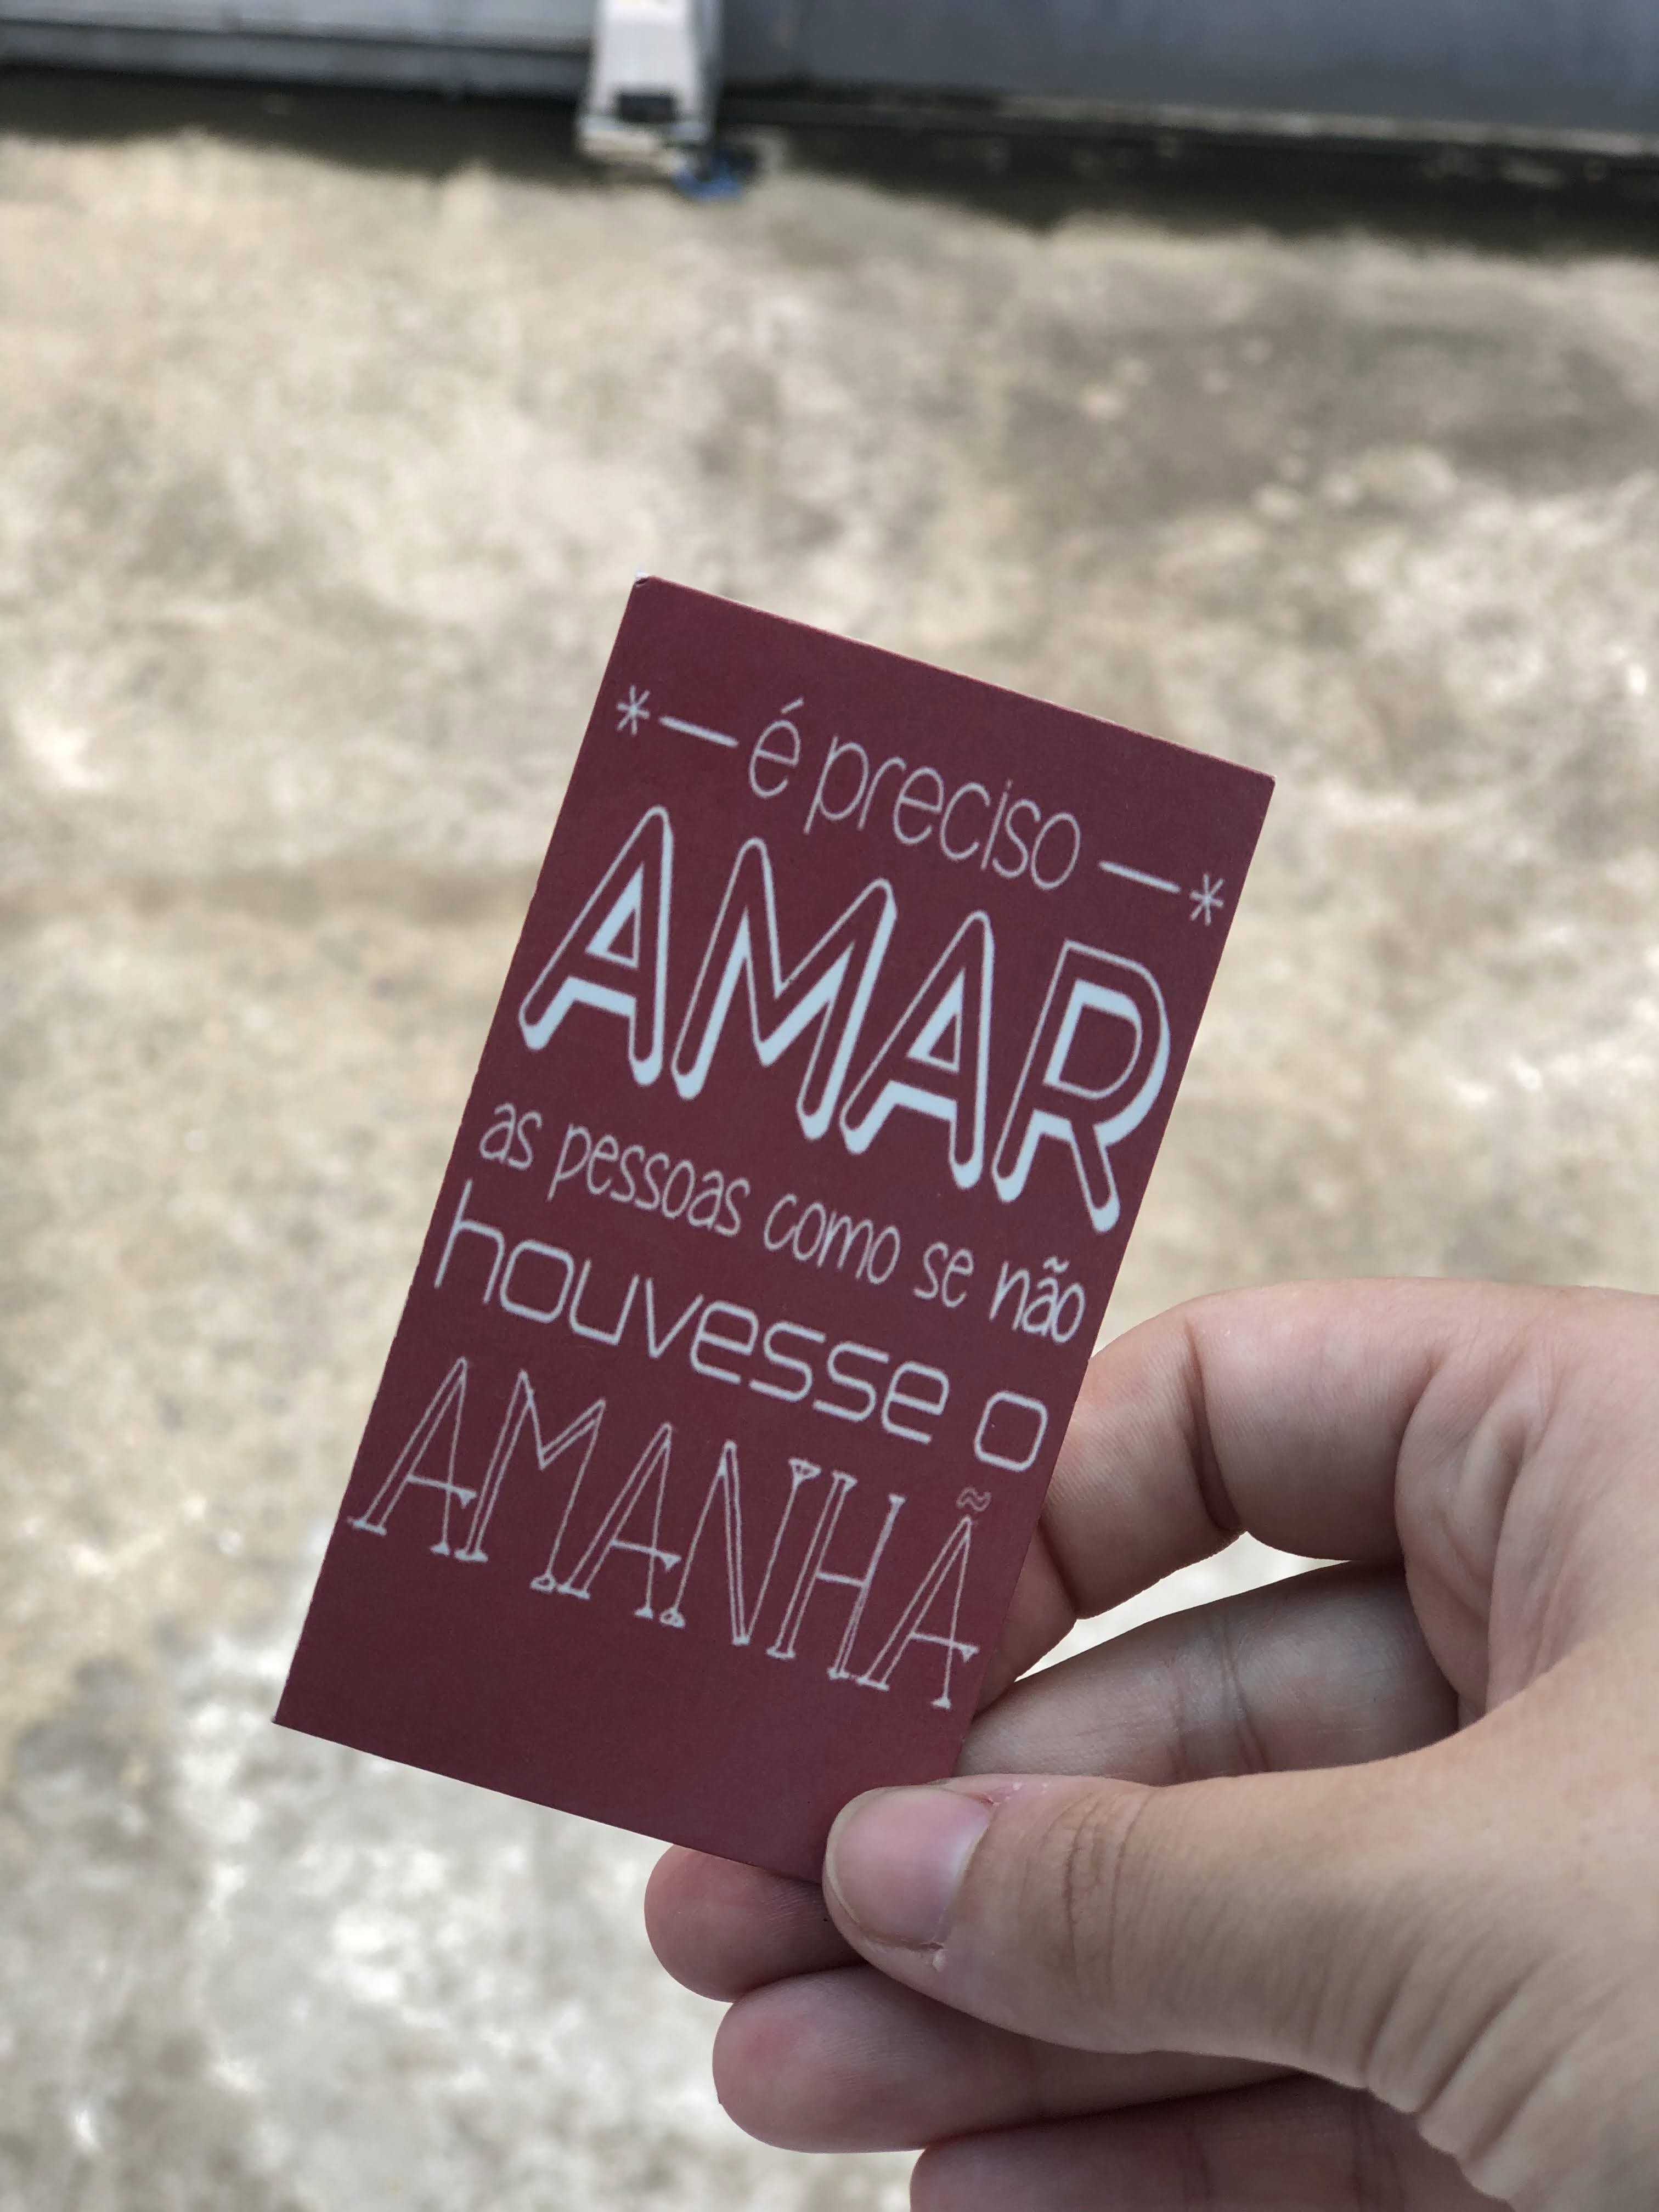 *—é preciso—*
AMAR
as pessoas como se não
houvesse o
AMANHÃ